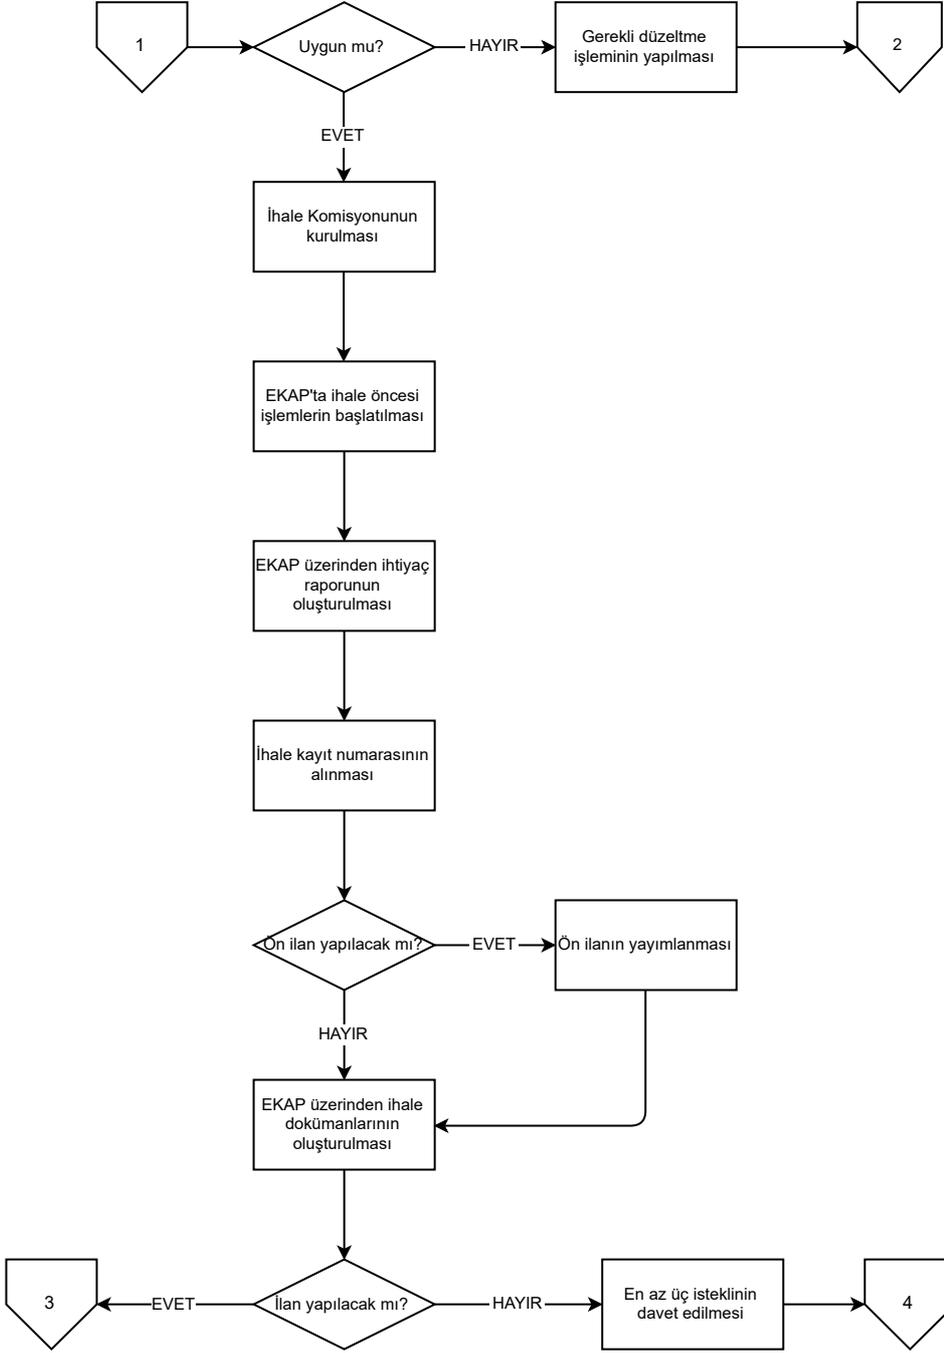 1
Uygun mu?
HAYIR
Gerekli düzeltme
işleminin yapılması
2
EVET
İhale Komisyonunun
kurulması
EKAP'ta ihale öncesi
işlemlerin başlatılması
EKAP üzerinden ihtiyaç
raporunun
oluşturulması
İhale kayıt numarasının
alınması
Ön ilan yapılacak mı?
EVET
Ön ilanın yayımlanması
HAYIR
EKAP üzerinden ihale
dokümanlarının
oluşturulması
3
EVET
İlan yapılacak mı?
HAYIR
En az üç isteklinin
davet edilmesi
4